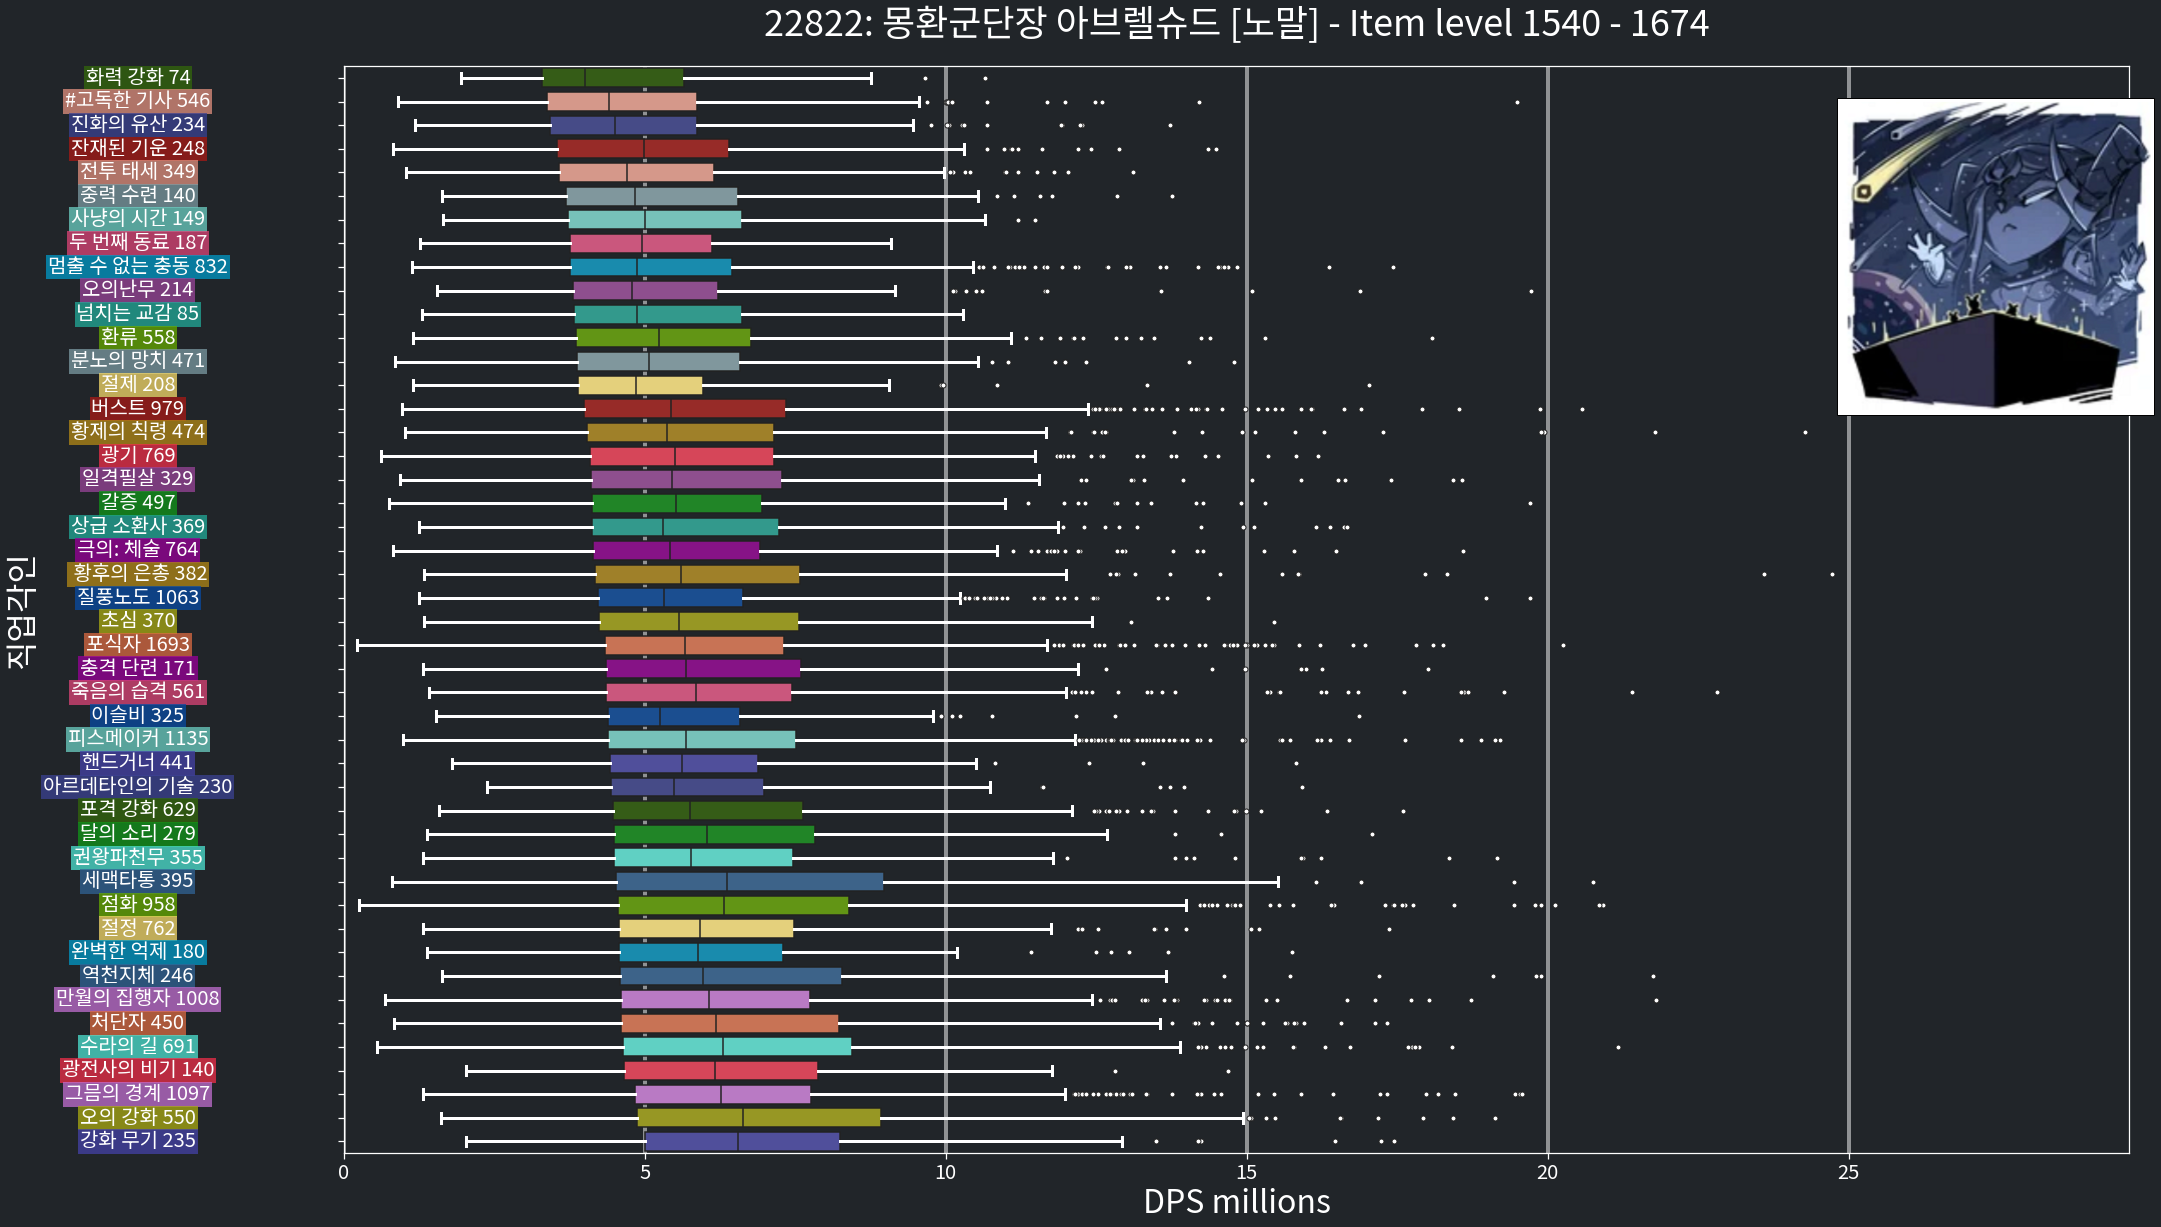 22822: 몽환군단장 아브렐슈드 [노말] - Item level 1540 - 1674
직업각인
화력 강화 74
#고독한 기사 546
진화의 유산 234
잔재된 기운 248
전투 태세 349
중력 수련 140
사냥의 시간 149
두 번째 동료 187
멈출 수 없는 충동 832
오의난무 214
넘치는 교감 85
환류 558
분노의 망치 471
절제 208
버스트 979
황제의 칙령 474
광기 769
일격필살 329
갈증 497
상급 소환사 369
극의: 체술 764
황후의 은총 382
질풍노도 1063
초심 370
포식자 1693
충격 단련 171
죽음의 습격 561
이슬비 325
피스메이커 1135
핸드거너 441
아르데타인의 기술 230
포격 강화 629
달의 소리 279
권왕파천무 355
세맥타통 395
점화 958
절정 762
완벽한 억제 180
역천지체 246
만월의 집행자 1008
처단자 450
수라의 길 691
광전사의 비기 140
그믐의 경계 1097
오의 강화 550
강화 무기 235
0 5 10 15 20 25
DPS millions